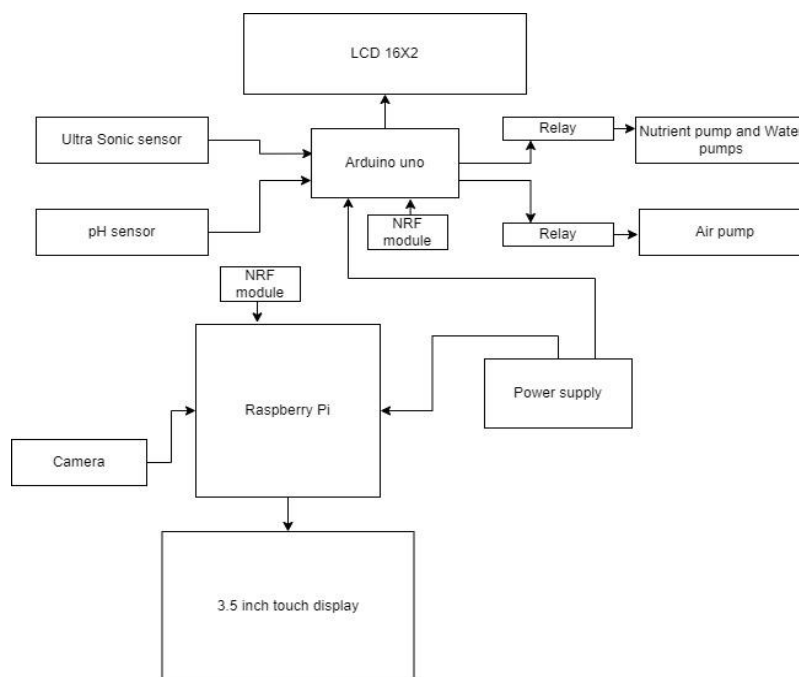 LCD 16X2
Ultra Sonic sensor
Arduino uno
Relay
Nutrient pump and Water
pumps
pH sensor
NRF
module
Relay
Air pump
NRF
module
Raspberry Pi
Power supply
Camera
3.5 inch touch display